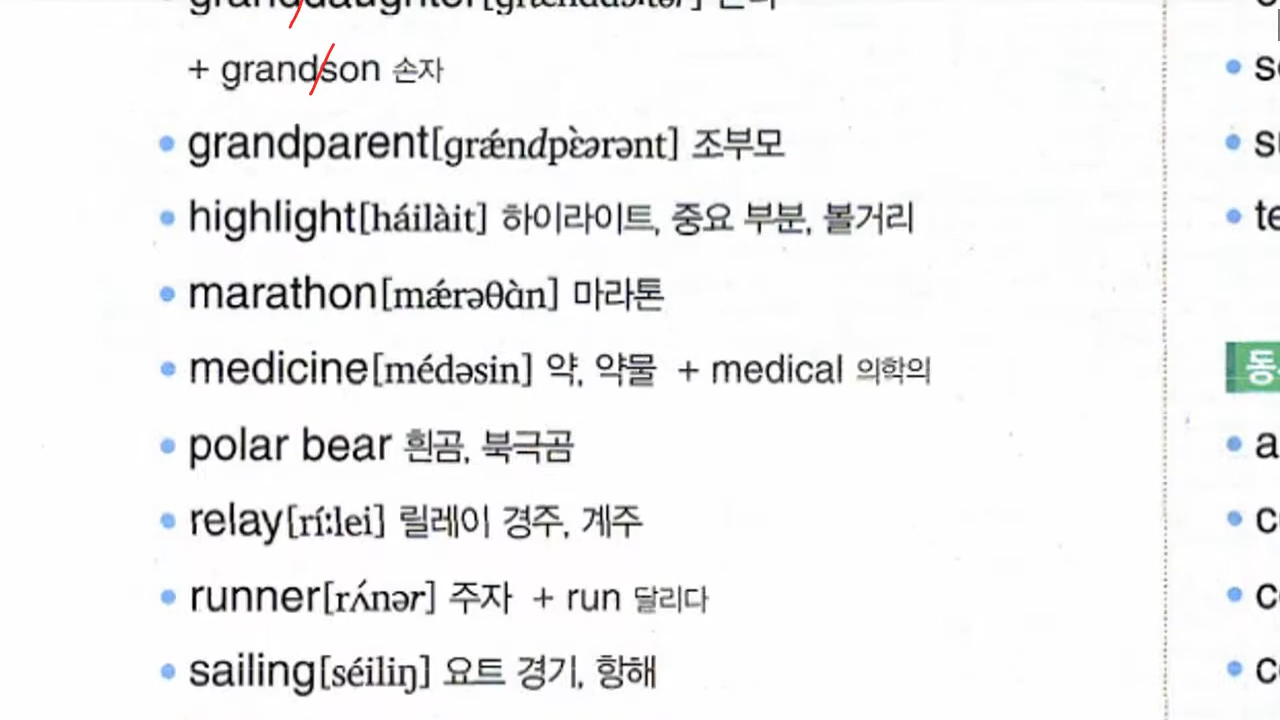 + grandson 손자
• grandparent[grǽndpɛ̀ərənt] 조부모
• highlight[háilàit] 하이라이트, 중요 부분, 볼거리
• marathon[mǽrəθɑ̀n] 마라톤
• medicine[médəsin] 약, 약물 + medical 의학의
• polar bear 흰곰, 북극곰
• relay[ríːlei] 릴레이 경주, 계주
• runner[rʌ́nər] 주자 + run 달리다
• sailing[séiliŋ] 요트 경기, 항해